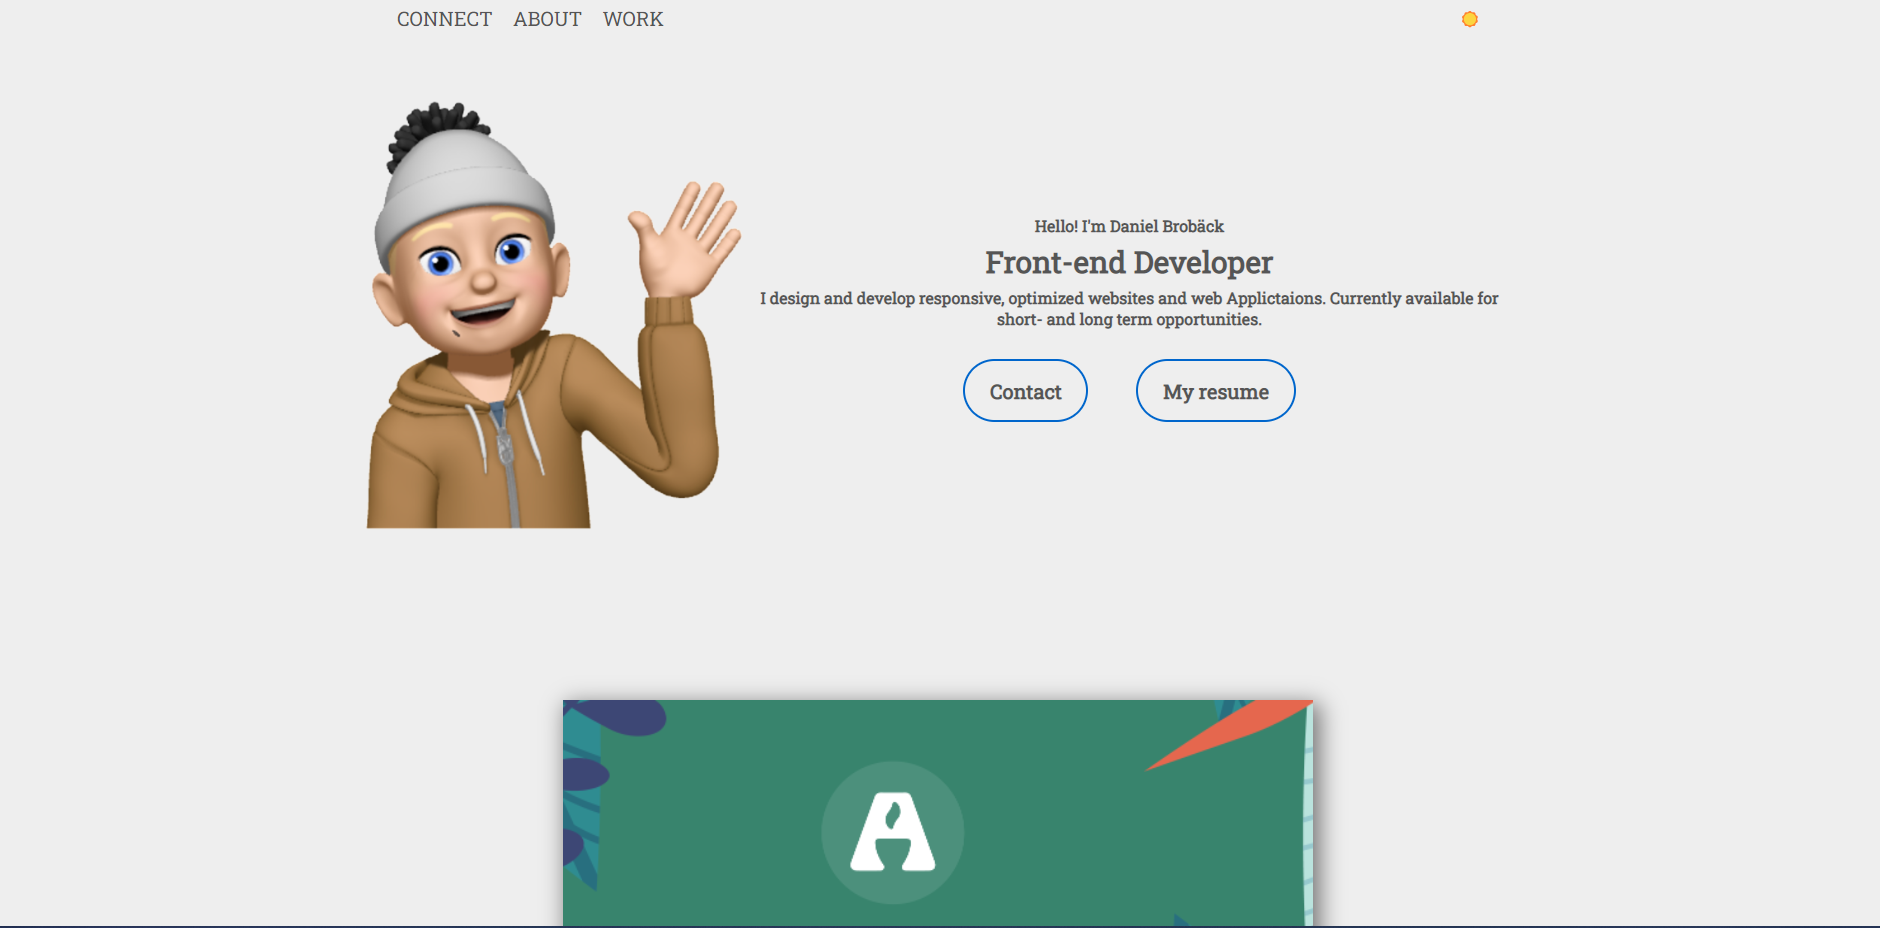 CONNECT ABOUT WORK
Hello! I'm Daniel Brobäck
Front-end Developer
I design and develop responsive, optimized websites and web Applictaions. Currently available for
short- and long term opportunities.
Contact My resume
A